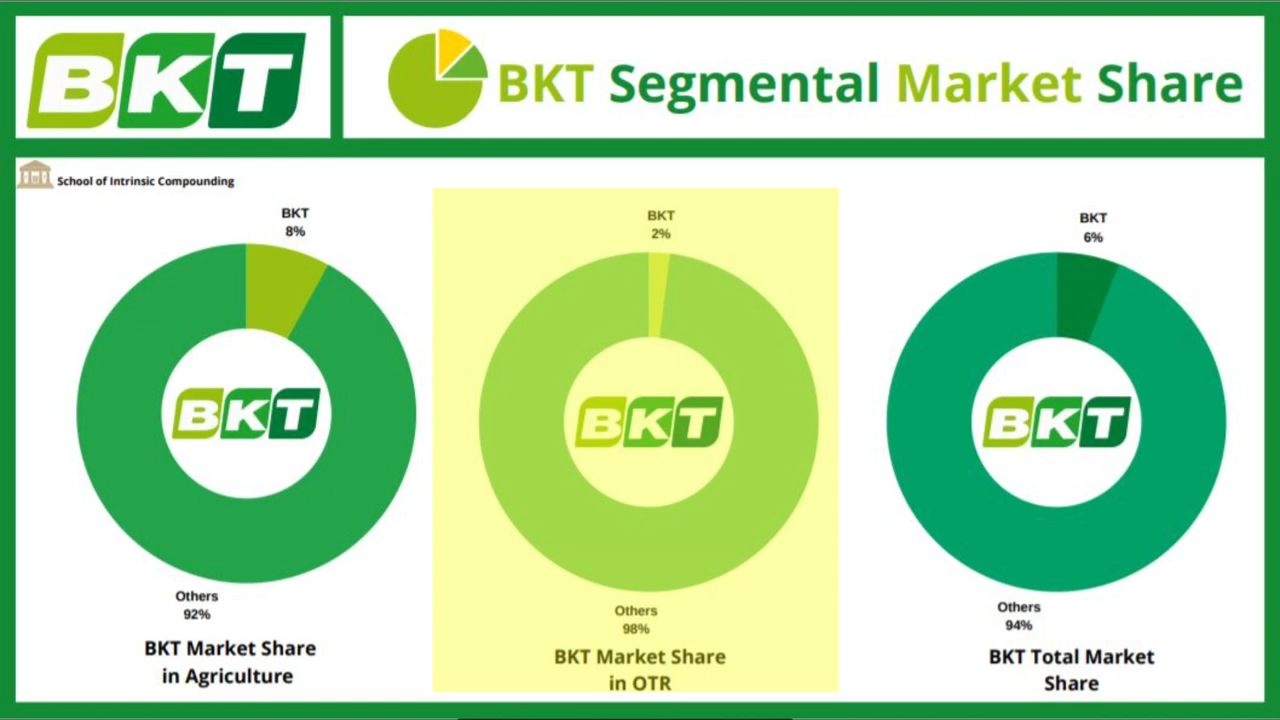 BKT
BKT Segmental Market Share
School of Intrinsic Compounding
BKT
8%
BKT
Others
92%
BKT Market Share
in Agriculture
BKT
2%
BKT
Others
98%
BKT Market Share
in OTR
BKT
6%
BKT
Others
94%
BKT Total Market
Share